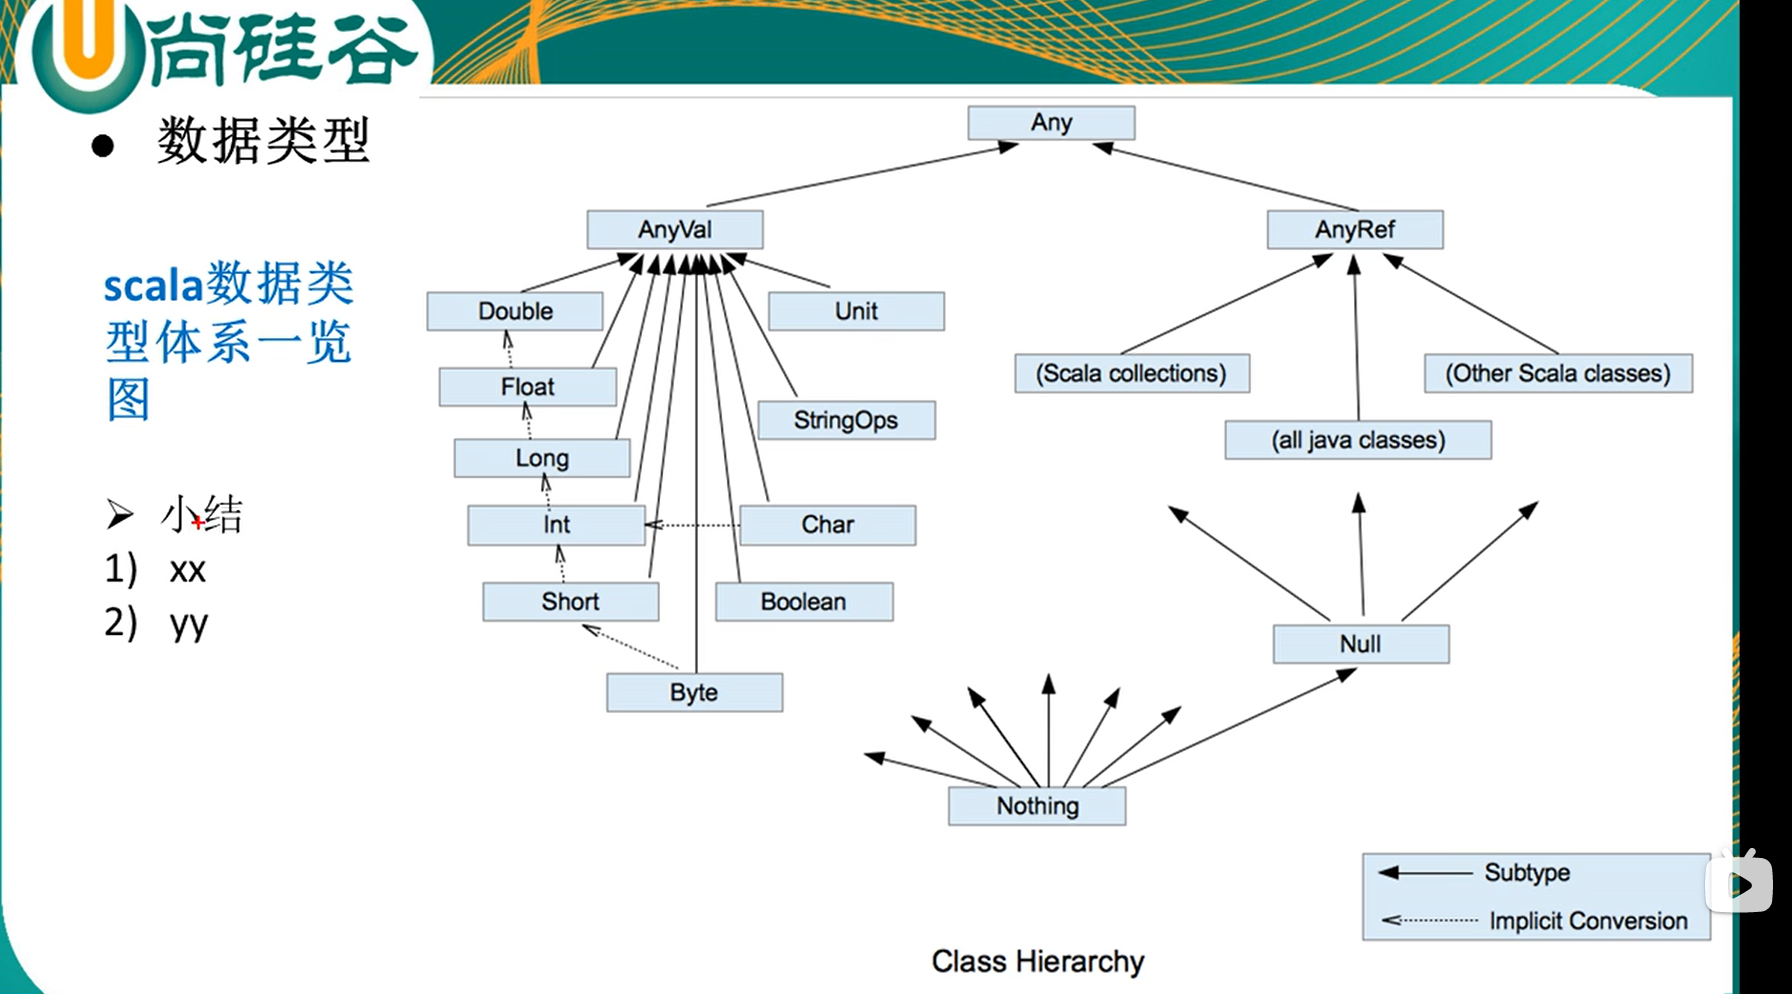 尚硅谷
● 数据类型
scala数据类
型体系一览
图
➢ 小结
1) xx
2) yy
Any
AnyVal
AnyRef
Double
Unit
Float
(Scala collections)
(Other Scala classes)
StringOps
(all java classes)
Long
Int
Char
Short
Boolean
Null
Byte
Nothing
Subtype
Implicit Conversion
Class Hierarchy